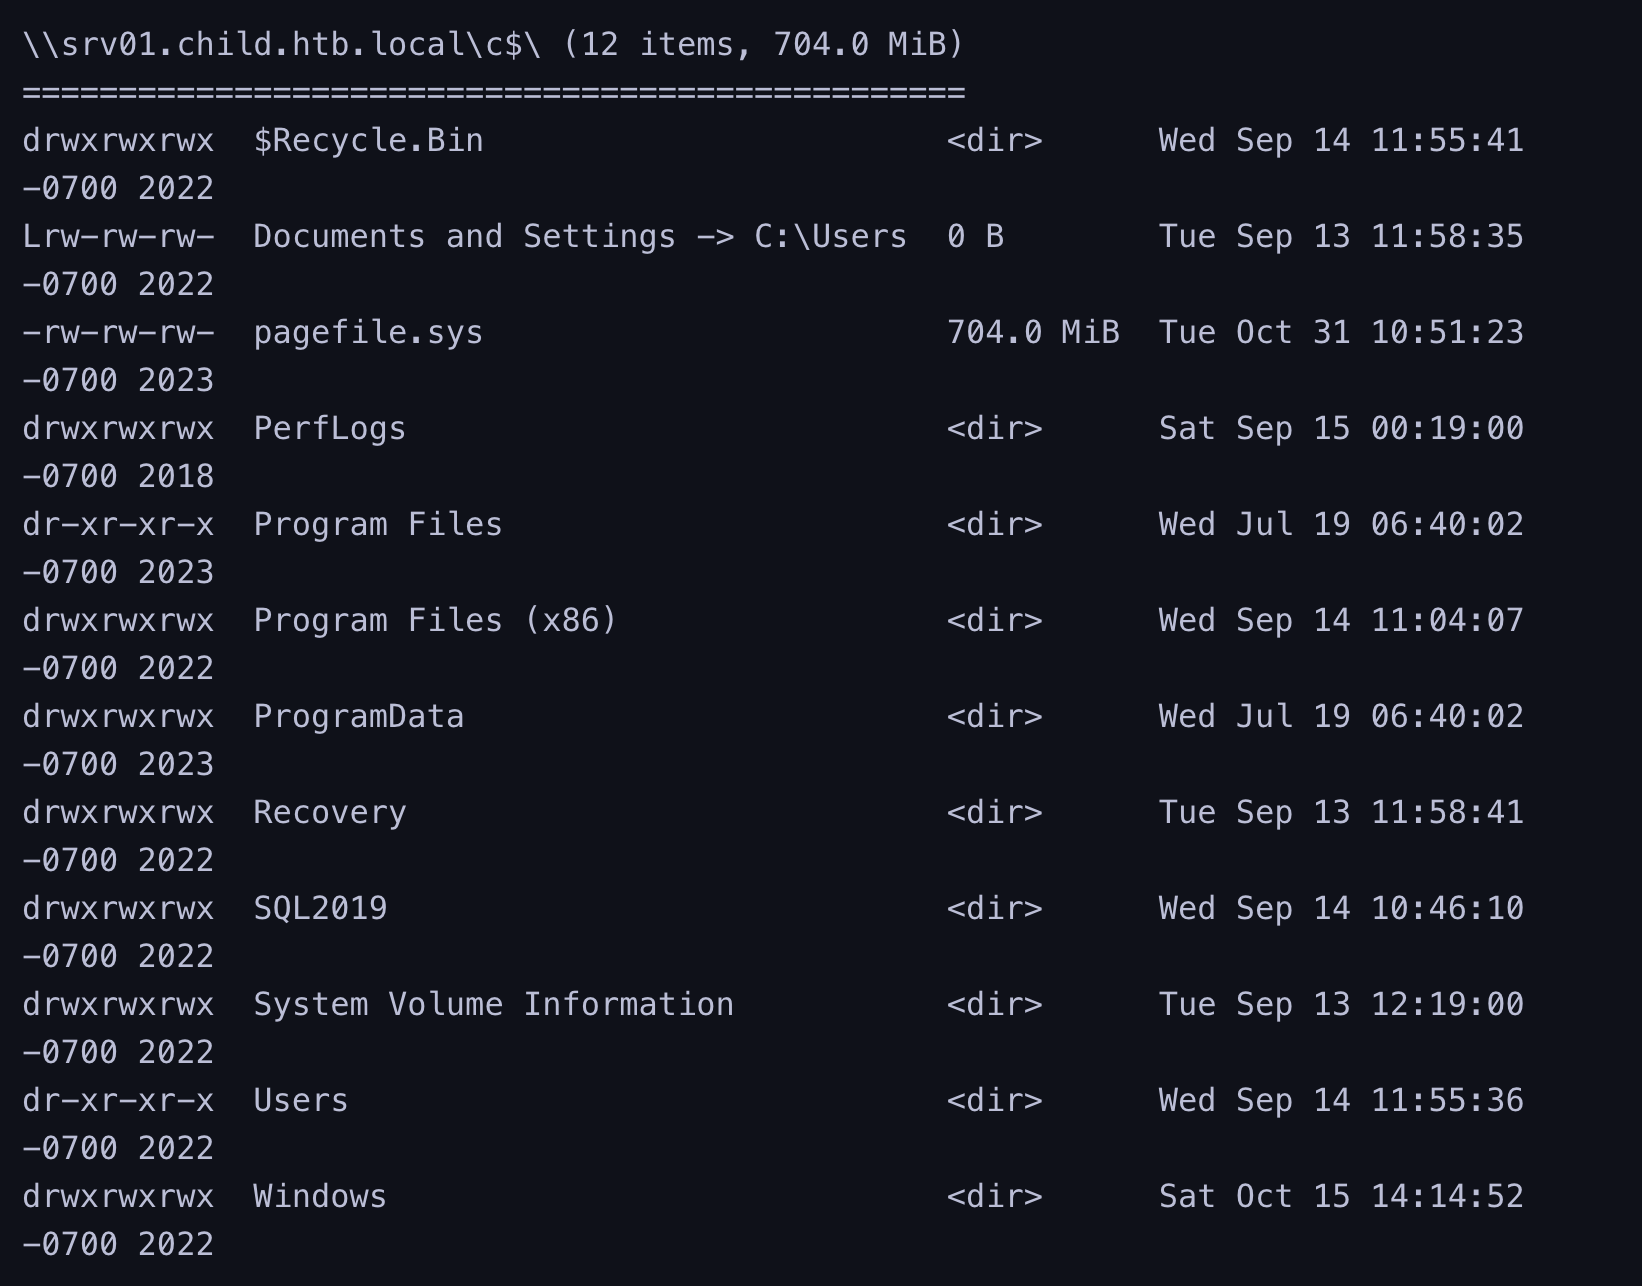 \\srv01.child.htb.local\c$\ (12 items, 704.0 MiB)
=================================================
drwxrwxrwx  $Recycle.Bin                        <dir>      Wed Sep 14 11:55:41
-0700 2022
Lrw-rw-rw-  Documents and Settings -> C:\Users  0 B        Tue Sep 13 11:58:35
-0700 2022
-rw-rw-rw-  pagefile.sys                        704.0 MiB  Tue Oct 31 10:51:23
-0700 2023
drwxrwxrwx  PerfLogs                            <dir>      Sat Sep 15 00:19:00
-0700 2018
dr-xr-xr-x  Program Files                       <dir>      Wed Jul 19 06:40:02
-0700 2023
drwxrwxrwx  Program Files (x86)                 <dir>      Wed Sep 14 11:04:07
-0700 2022
drwxrwxrwx  ProgramData                         <dir>      Wed Jul 19 06:40:02
-0700 2023
drwxrwxrwx  Recovery                            <dir>      Tue Sep 13 11:58:41
-0700 2022
drwxrwxrwx  SQL2019                             <dir>      Wed Sep 14 10:46:10
-0700 2022
drwxrwxrwx  System Volume Information           <dir>      Tue Sep 13 12:19:00
-0700 2022
dr-xr-xr-x  Users                               <dir>      Wed Sep 14 11:55:36
-0700 2022
drwxrwxrwx  Windows                             <dir>      Sat Oct 15 14:14:52
-0700 2022